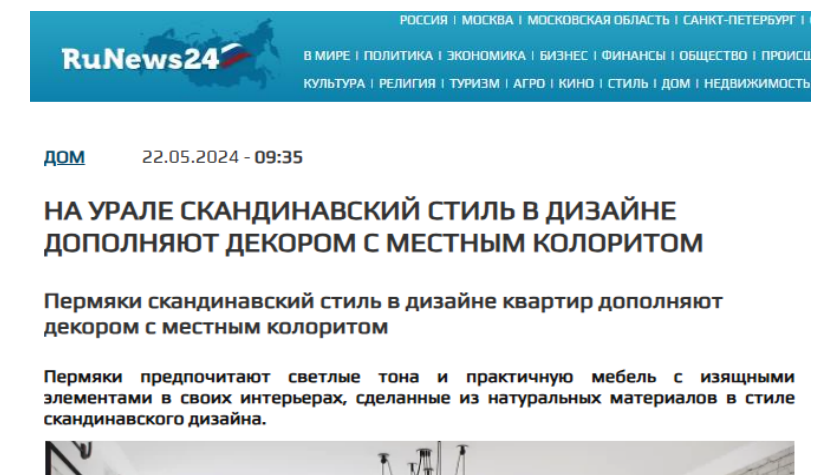 РОССИЯ | МОСКВА | МОСКОВСКАЯ ОБЛАСТЬ | САНКТ-ПЕТЕРБУРГ |
RuNews24
В МИРЕ | ПОЛИТИКА | ЭКОНОМИКА | БИЗНЕС | ФИНАНСЫ | ОБЩЕСТВО |
КУЛЬТУРА | РЕЛИГИЯ | ТУРИЗМ | АГРО | КИНО | СТИЛЬ | ДОМ | НЕДВИЖИМОСТЬ
ДОМ 22.05.2024 - 09:35
НА УРАЛЕ СКАНДИНАВСКИЙ СТИЛЬ В ДИЗАЙНЕ
ДОПОЛНЯЮТ ДЕКОРОМ С МЕСТНЫМ КОЛОРИТОМ
Пермяки скандинавский стиль в дизайне квартир дополняют
декором с местным колоритом
Пермяки предпочитают светлые тона и практичную мебель с изящными
элементами в своих интерьерах, сделанные из натуральных материалов в стиле
скандинавского дизайна.